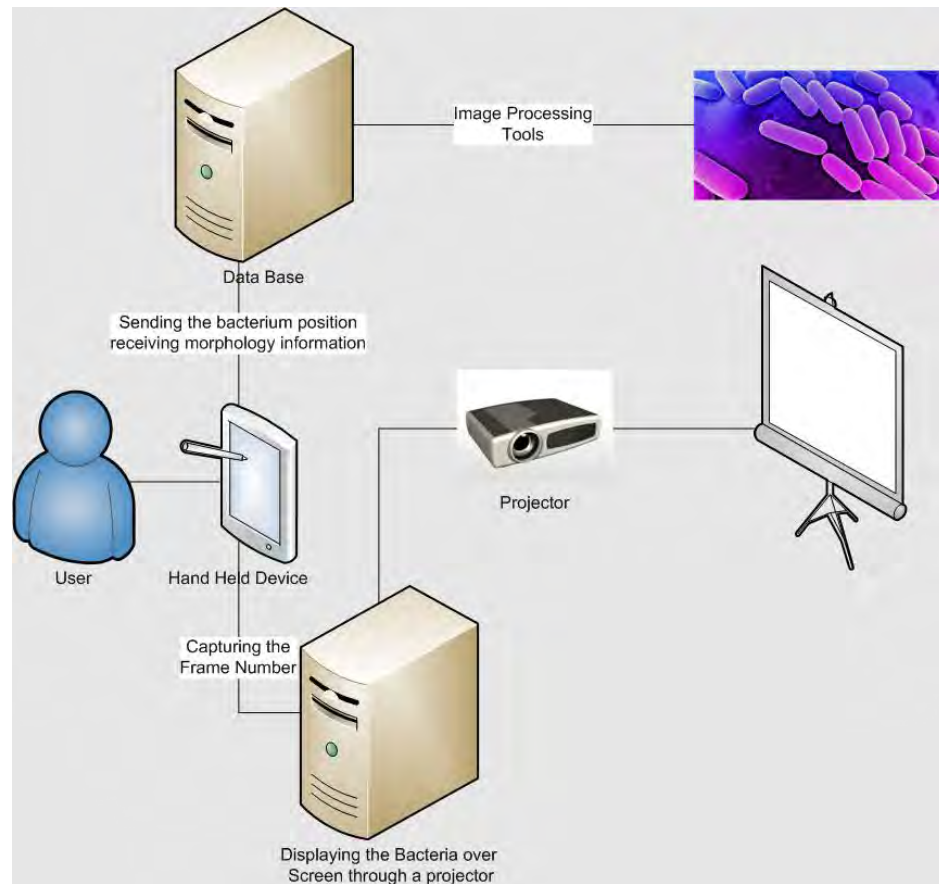 Image Processing
Tools
Data Base
Sending the bacterium position
receiving morphology information
Projector
User
Hand Held Device
Capturing the
Frame Number
Displaying the Bacteria over
Screen through a projector